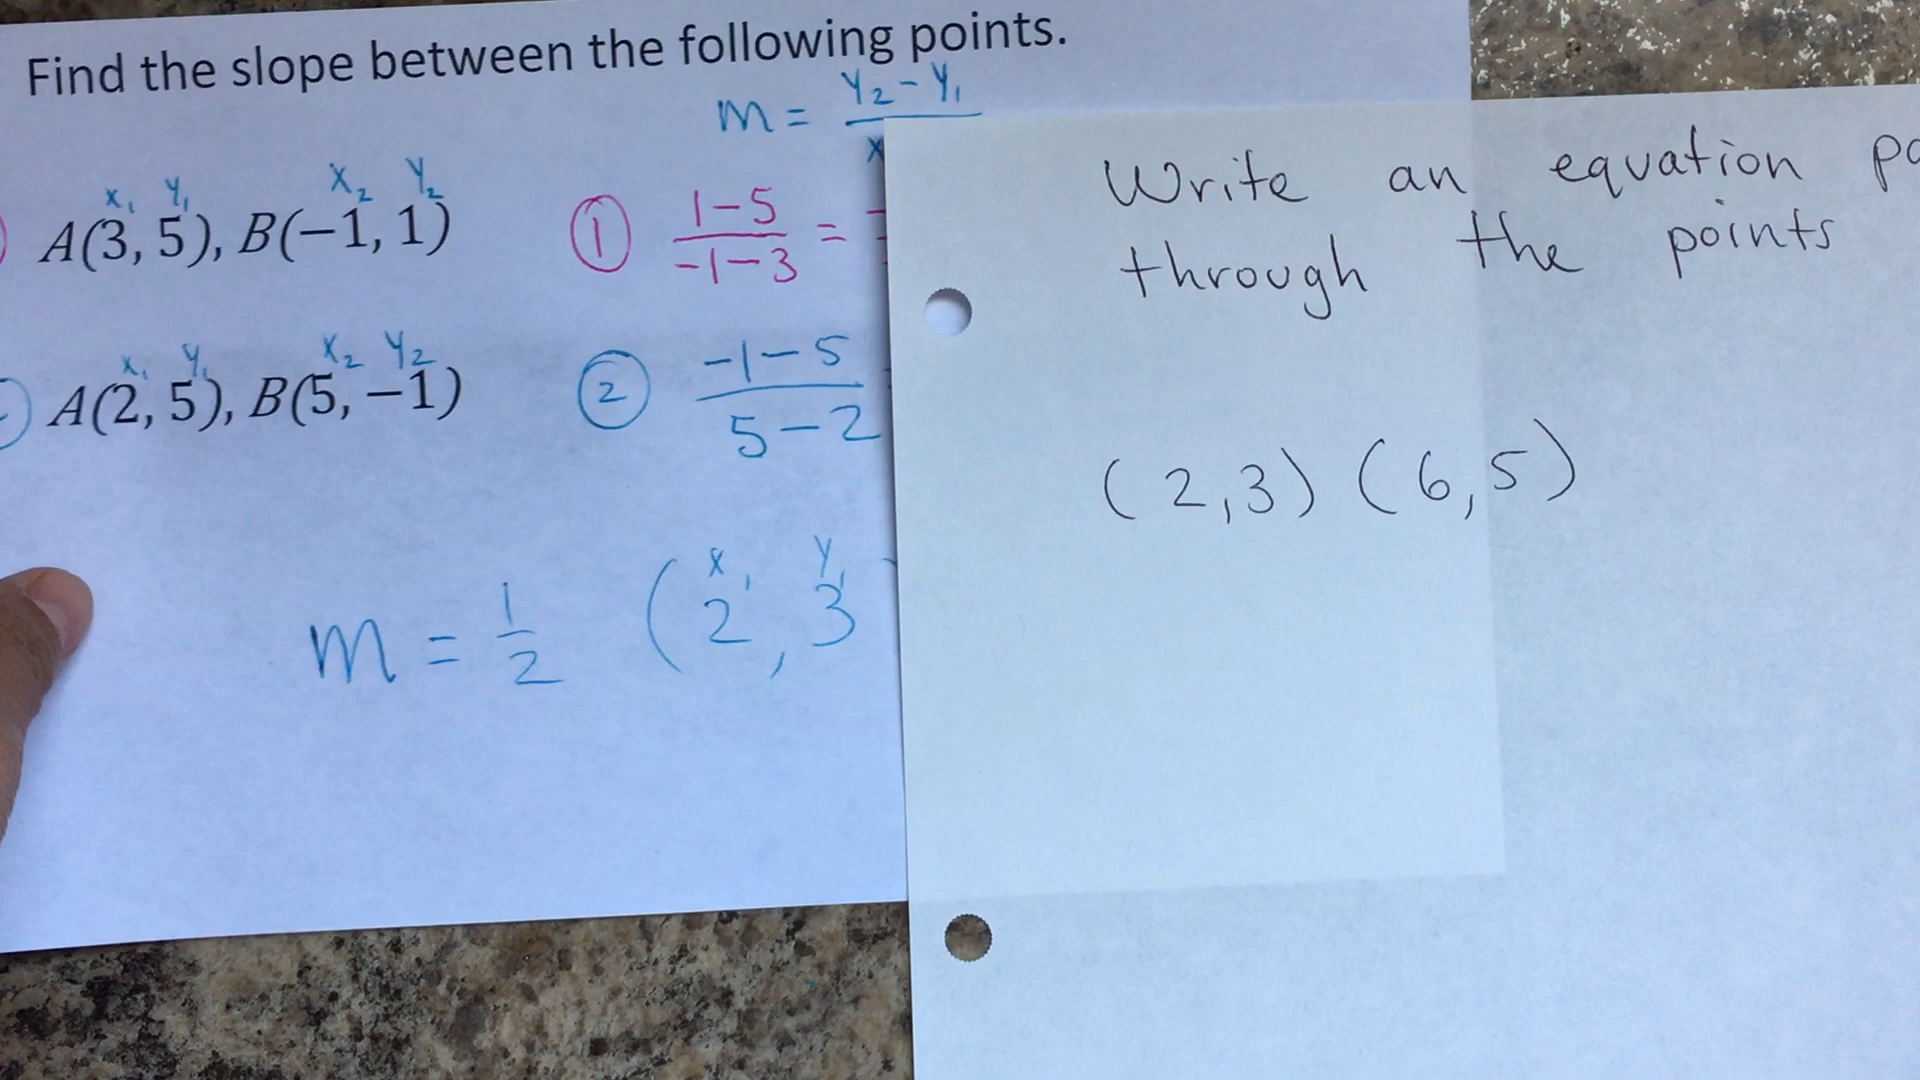 Find the slope between the following points.
m = y₂ - y₁
x
x₁ y₁ x₂ y₂
A(3, 5), B(−1, 1)
① 1-5 =
-1-3
x₁ y₁ x₂ y₂
A(2, 5), B(5, −1)
② -1-5
5-2
x₁ y₁
m = 1/2 (2, 3
Write an equation
through the points
(2,3) (6,5)